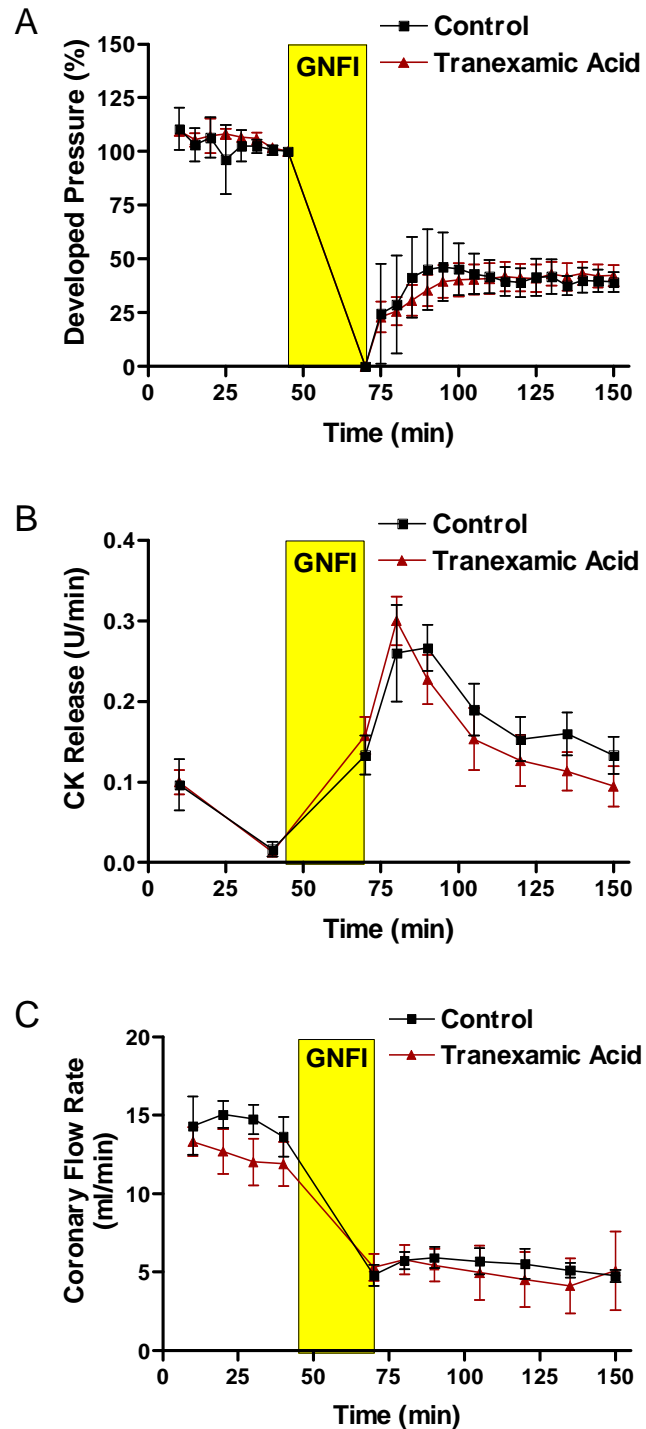 A
Control
Tranexamic Acid
GNFI
Developed Pressure (%)
150
125
100
75
50
25
0
0 25 50 75 100 125 150
Time (min)
B
Control
Tranexamic Acid
GNFI
CK Release (U/min)
0.4
0.3
0.2
0.1
0.0
0 25 50 75 100 125 150
Time (min)
C
Control
Tranexamic Acid
GNFI
Coronary Flow Rate
(ml/min)
20
15
10
5
0
0 25 50 75 100 125 150
Time (min)